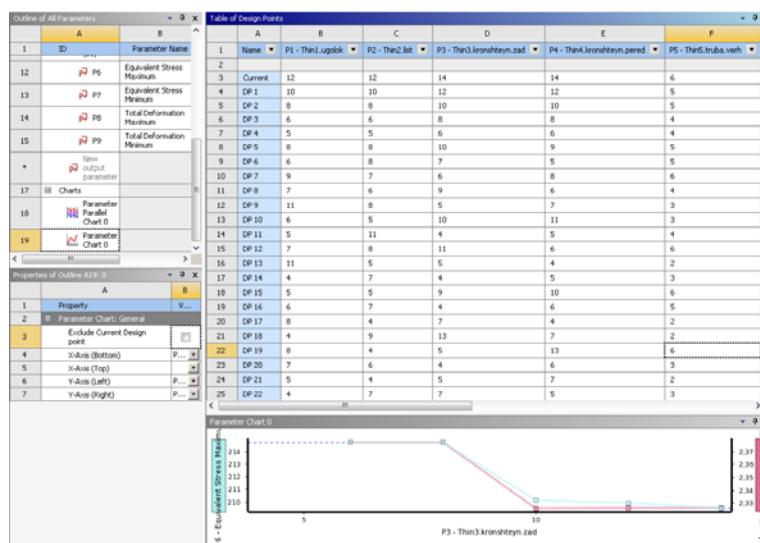 Outline of All Parameters
A B
1 ID Parameter Name
12 P6 Equivalent Stress Maximum
13 P7 Equivalent Stress Minimum
14 P8 Total Deformation Maximum
15 P9 Total Deformation Minimum
* New output parameter
17 Charts
18 Parameter Parallel Chart 0
19 Parameter Chart 0
Properties of Outline A19: 0
A B
1 Property V...
2 Parameter Chart: General
3 Exclude Current Design point
4 X-Axis (Bottom) P...
5 X-Axis (Top)
6 Y-Axis (Left) P...
7 Y-Axis (Right) P...
Table of Design Points
A B C D E F
1 Name P1 - Thin1.ugolok P2 - Thin2.list P3 - Thin3.kronshteyn.zad P4 - Thin4.kronshteyn.pered P5 - Thin5.truba.verh
2
3 Current 12 12 14 14 6
4 DP 1 10 10 12 12 5
5 DP 2 8 8 10 10 5
6 DP 3 6 6 8 8 4
7 DP 4 5 5 6 6 4
8 DP 5 8 8 10 9 5
9 DP 6 6 8 7 5 5
10 DP 7 9 7 6 8 6
11 DP 8 7 6 9 6 4
12 DP 9 11 8 5 7 3
13 DP 10 6 5 10 11 3
14 DP 11 5 11 4 5 4
15 DP 12 7 8 11 6 6
16 DP 13 11 5 5 4 2
17 DP 14 4 7 4 5 3
18 DP 15 5 5 9 10 6
19 DP 16 6 7 4 6 5
20 DP 17 8 4 7 4 2
21 DP 18 4 9 13 7 2
22 DP 19 8 4 5 13 6
23 DP 20 7 6 4 6 3
24 DP 21 5 4 5 7 2
25 DP 22 4 7 7 5 3
Parameter Chart 0
6 - Equivalent Stress Maxim
214
213
212
211
210
2,37
2,36
2,35
2,34
2,33
5 10
P3 - Thin3.kronshteyn.zad